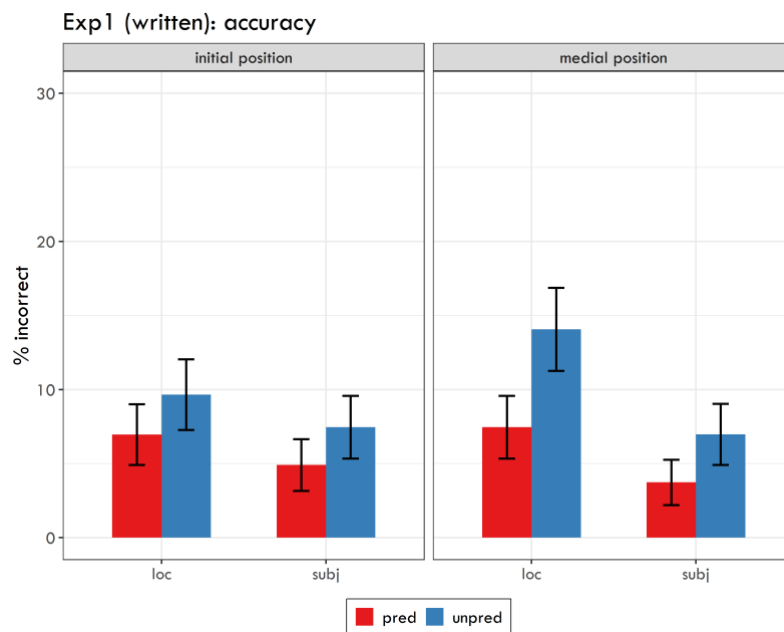 Exp1 (written): accuracy
initial position
medial position
% incorrect
30
20
10
0
loc
subj
loc
subj
pred
unpred